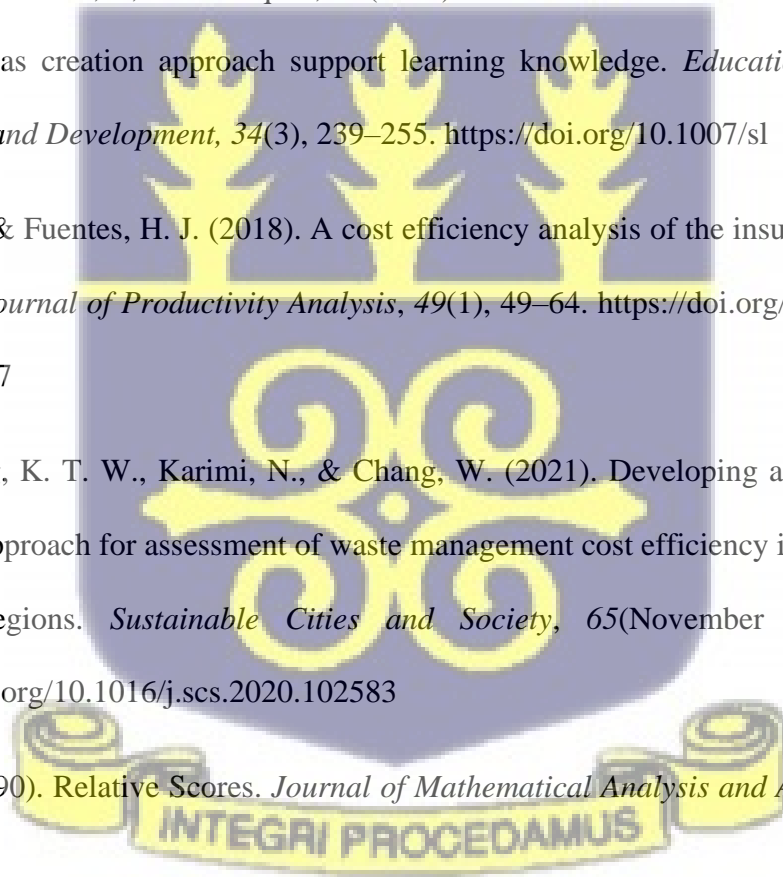 as creation approach support learning knowledge. Educati
and Development, 34(3), 239–255. https://doi.org/10.1007/sl
& Fuentes, H. J. (2018). A cost efficiency analysis of the insu
ournal of Productivity Analysis, 49(1), 49–64. https://doi.org/
7
, K. T. W., Karimi, N., & Chang, W. (2021). Developing a
pproach for assessment of waste management cost efficiency i
egions. Sustainable Cities and Society, 65(November
org/10.1016/j.scs.2020.102583
90). Relative Scores. Journal of Mathematical Analysis and A
INTEGRI PROCEDAMUS